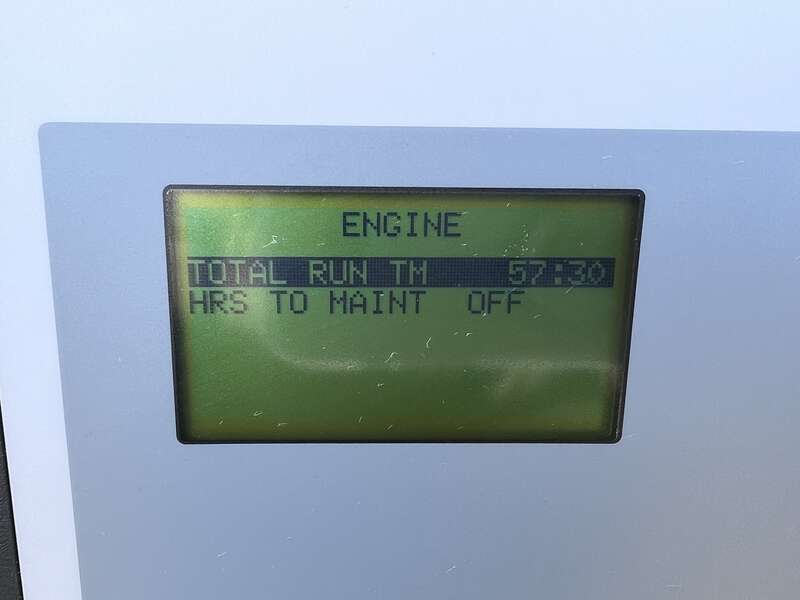 ENGINE
TOTAL RUN TM 57:30
HRS TO MAINT OFF